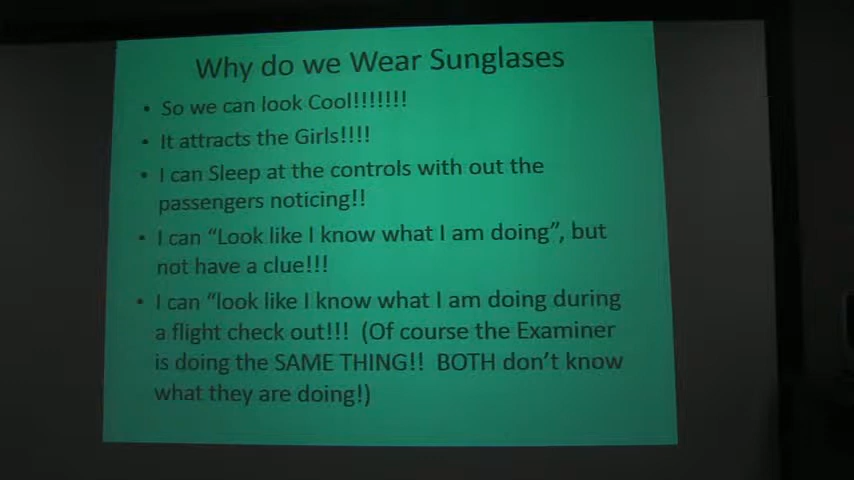 Why do we Wear Sunglases
• So we can look Cool!!!!!!!
• It attracts the Girls!!!!
• I can Sleep at the controls with out the
passengers noticing!!
• I can “Look like I know what I am doing”, but
not have a clue!!!
• I can “look like I know what I am doing during
a flight check out!!!  (Of course the Examiner
is doing the SAME THING!!  BOTH don’t know
what they are doing!)